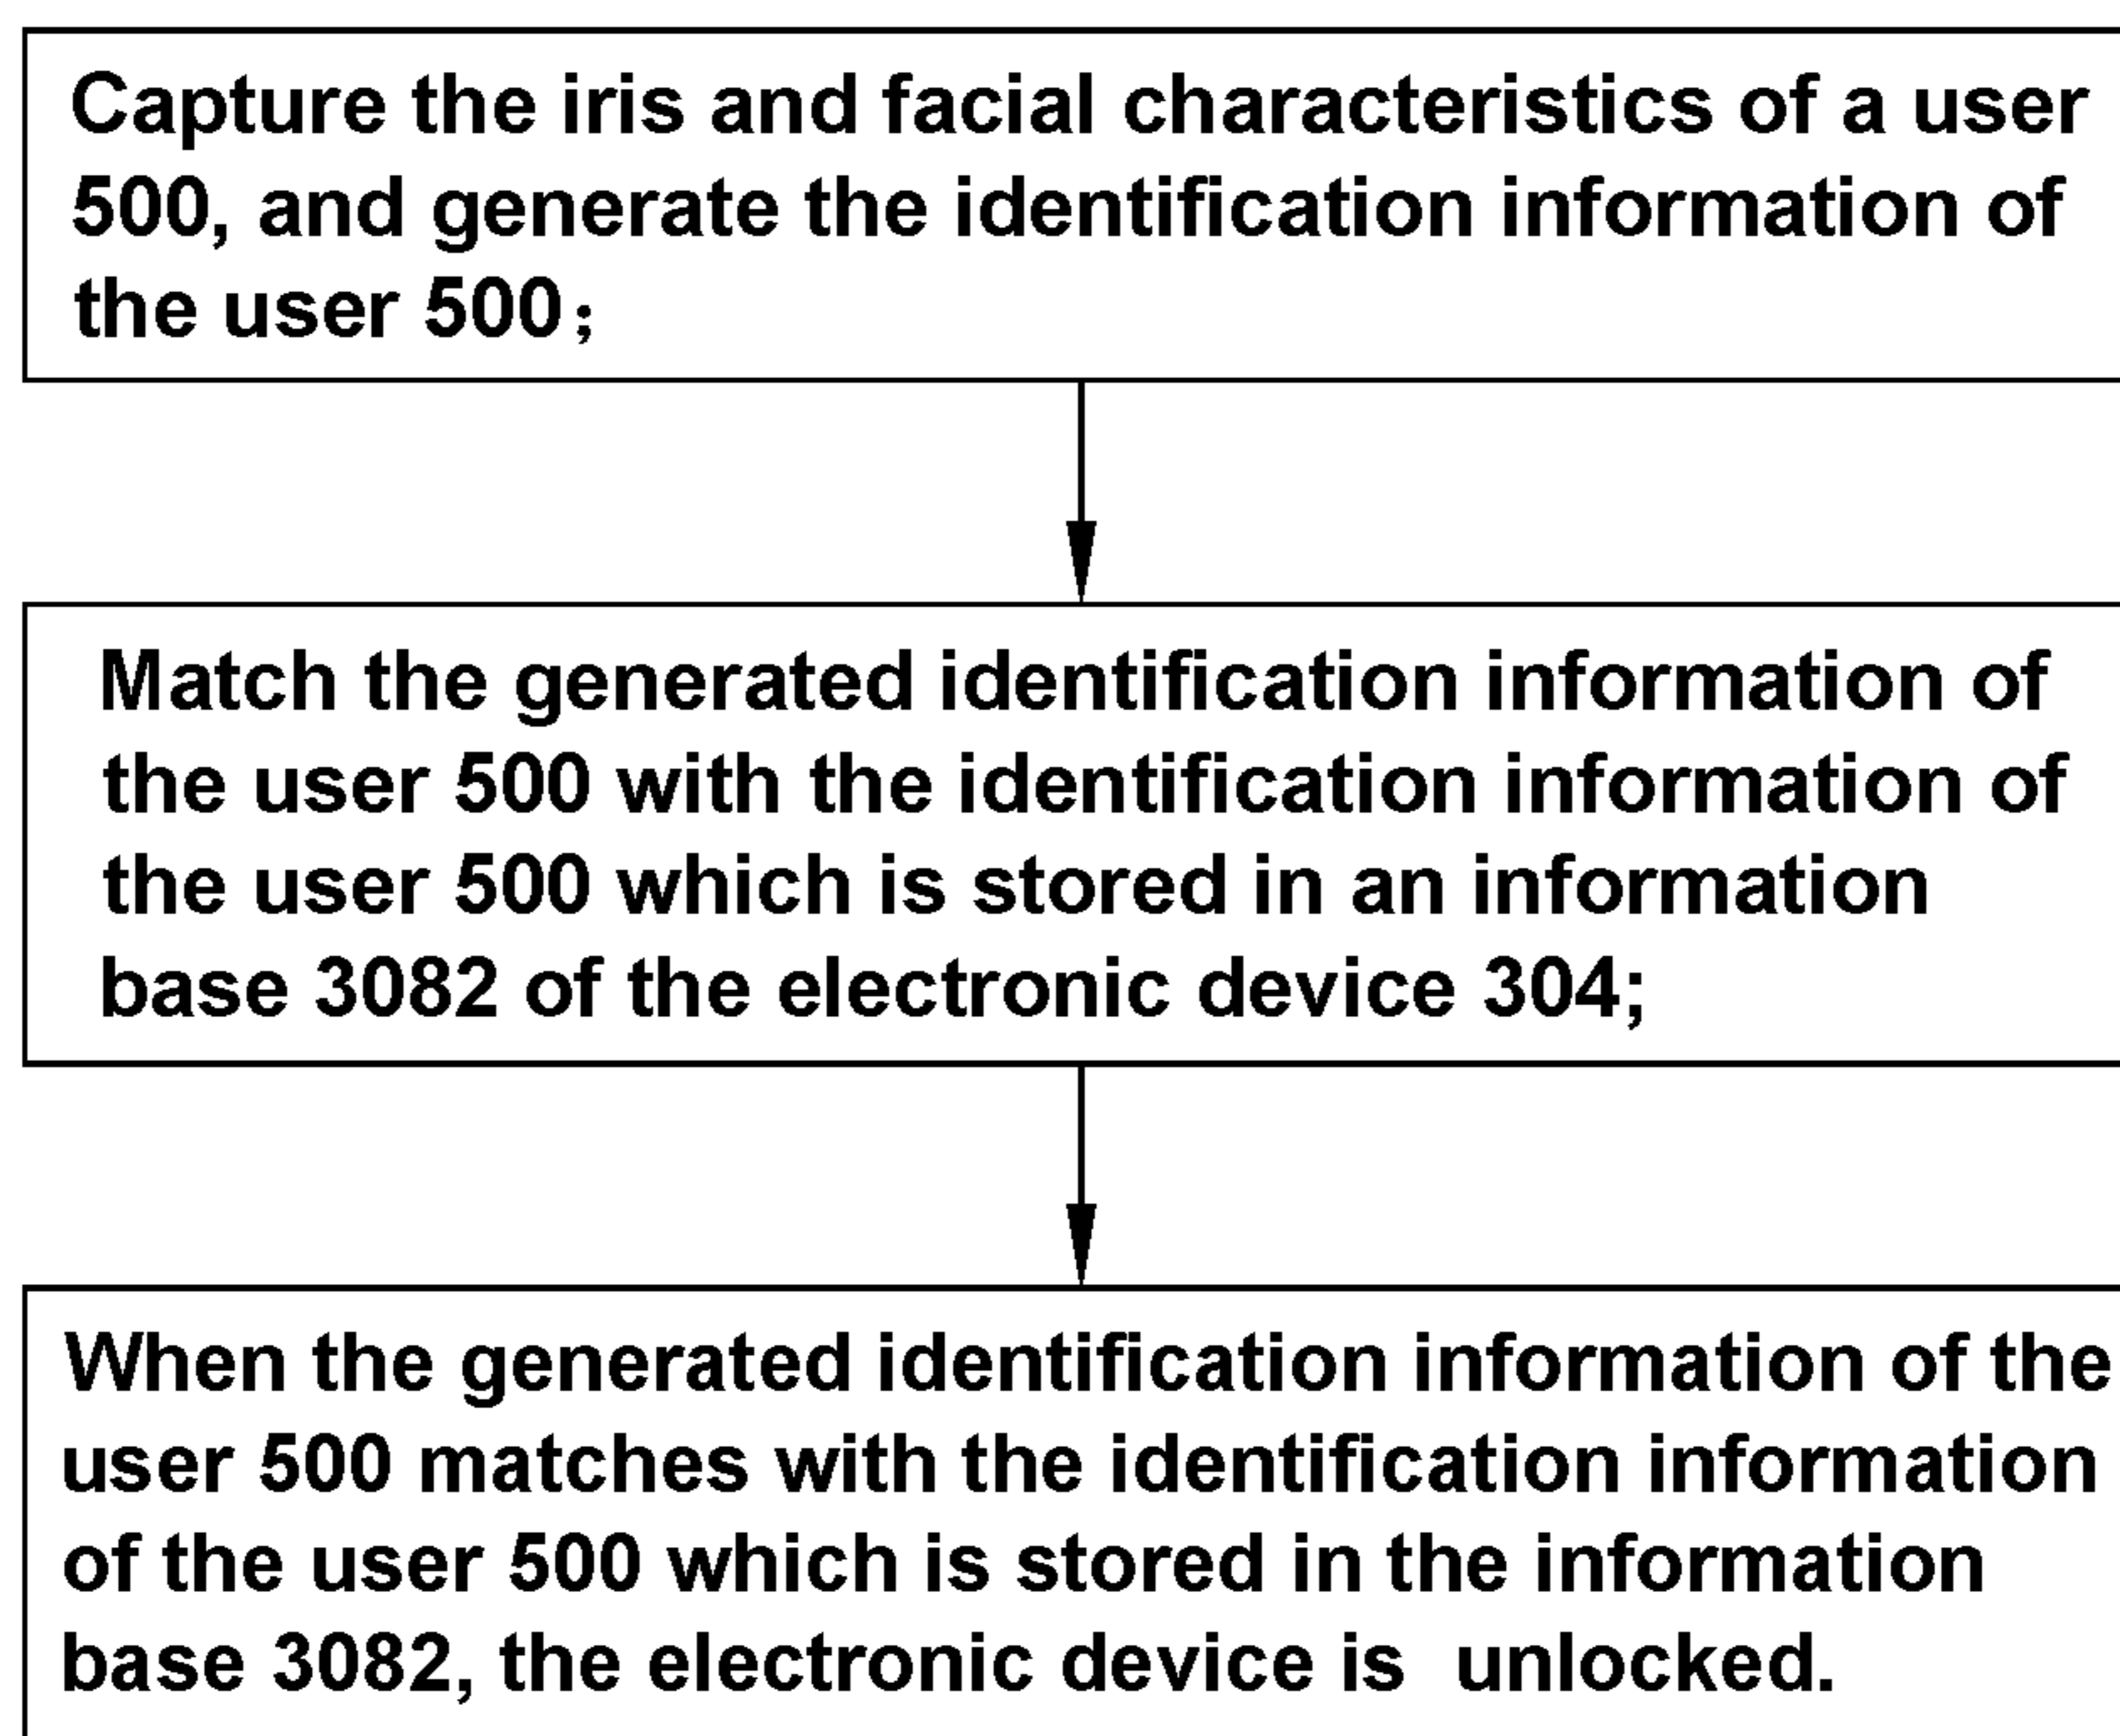 Capture the iris and facial characteristics of a user
500, and generate the identification information of
the user 500;
Match the generated identification information of
the user 500 with the identification information of
the user 500 which is stored in an information
base 3082 of the electronic device 304;
When the generated identification information of the
user 500 matches with the identification information
of the user 500 which is stored in the information
base 3082, the electronic device is unlocked.